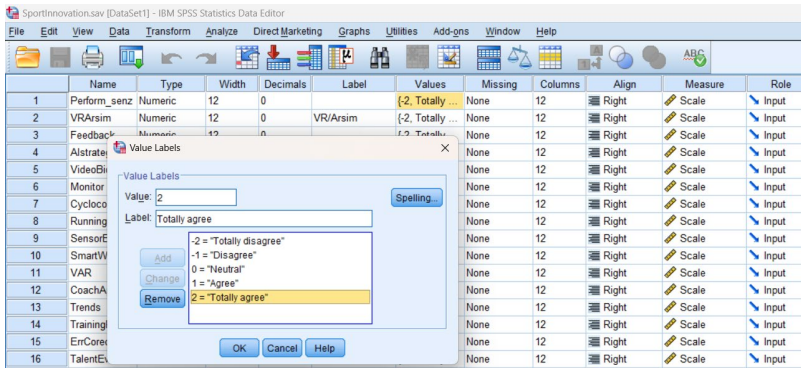 SportInnovation.sav [DataSet1] - IBM SPSS Statistics Data Editor
File Edit View Data Transform Analyze Direct Marketing Graphs Utilities Add-ons Window Help
Name Type Width Decimals Label Values Missing Columns Align Measure Role
1 Perform_senz Numeric 12 0 {-2, Totally ... None 12 Right Scale Input
2 VRArsim Numeric 12 0 VR/Arsim {-2, Totally ... None 12 Right Scale Input
3 Feedback Numeric 12 0 {-2, Totally None 12 Right Scale Input
4 AIstrate None 12 Right Scale Input
5 VideoBi None 12 Right Scale Input
6 Monitor None 12 Right Scale Input
7 Cycloco None 12 Right Scale Input
8 Running None 12 Right Scale Input
9 SensorE None 12 Right Scale Input
10 SmartW None 12 Right Scale Input
11 VAR None 12 Right Scale Input
12 CoachA None 12 Right Scale Input
13 Trends None 12 Right Scale Input
14 Training None 12 Right Scale Input
15 ErrCore None 12 Right Scale Input
16 TalentEv None 12 Right Scale Input
Value Labels
Value Labels
Value: 2
Spelling...
Label: Totally agree
Add
Change
Remove
-2 = "Totally disagree"
-1 = "Disagree"
0 = "Neutral"
1 = "Agree"
2 = "Totally agree"
OK Cancel Help